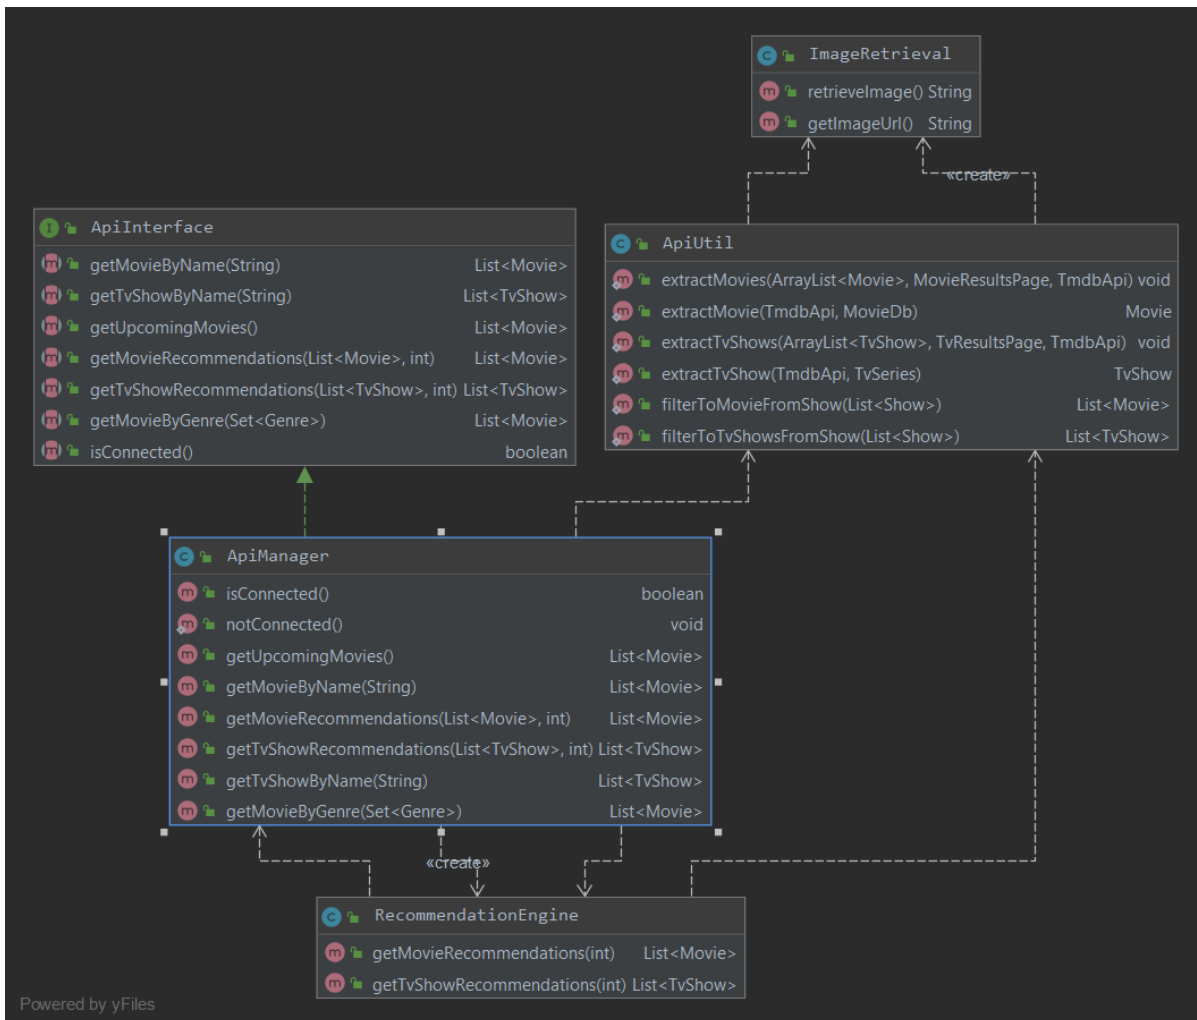 ImageRetrieval
retrieveImage() String
getImageUrl() String
«create»
ApiInterface
getMovieByName(String) List<Movie>
getTvShowByName(String) List<TvShow>
getUpcomingMovies() List<Movie>
getMovieRecommendations(List<Movie>, int) List<Movie>
getTvShowRecommendations(List<TvShow>, int) List<TvShow>
getMovieByGenre(Set<Genre>) List<Movie>
isConnected() boolean
ApiUtil
extractMovies(ArrayList<Movie>, MovieResultsPage, TmdbApi) void
extractMovie(TmdbApi, MovieDb) Movie
extractTvShows(ArrayList<TvShow>, TvResultsPage, TmdbApi) void
extractTvShow(TmdbApi, TvSeries) TvShow
filterToMovieFromShow(List<Show>) List<Movie>
filterToTvShowsFromShow(List<Show>) List<TvShow>
ApiManager
isConnected() boolean
notConnected() void
getUpcomingMovies() List<Movie>
getMovieByName(String) List<Movie>
getMovieRecommendations(List<Movie>, int) List<Movie>
getTvShowRecommendations(List<TvShow>, int) List<TvShow>
getTvShowByName(String) List<TvShow>
getMovieByGenre(Set<Genre>) List<Movie>
«create»
RecommendationEngine
getMovieRecommendations(int) List<Movie>
getTvShowRecommendations(int) List<TvShow>
Powered by yFiles